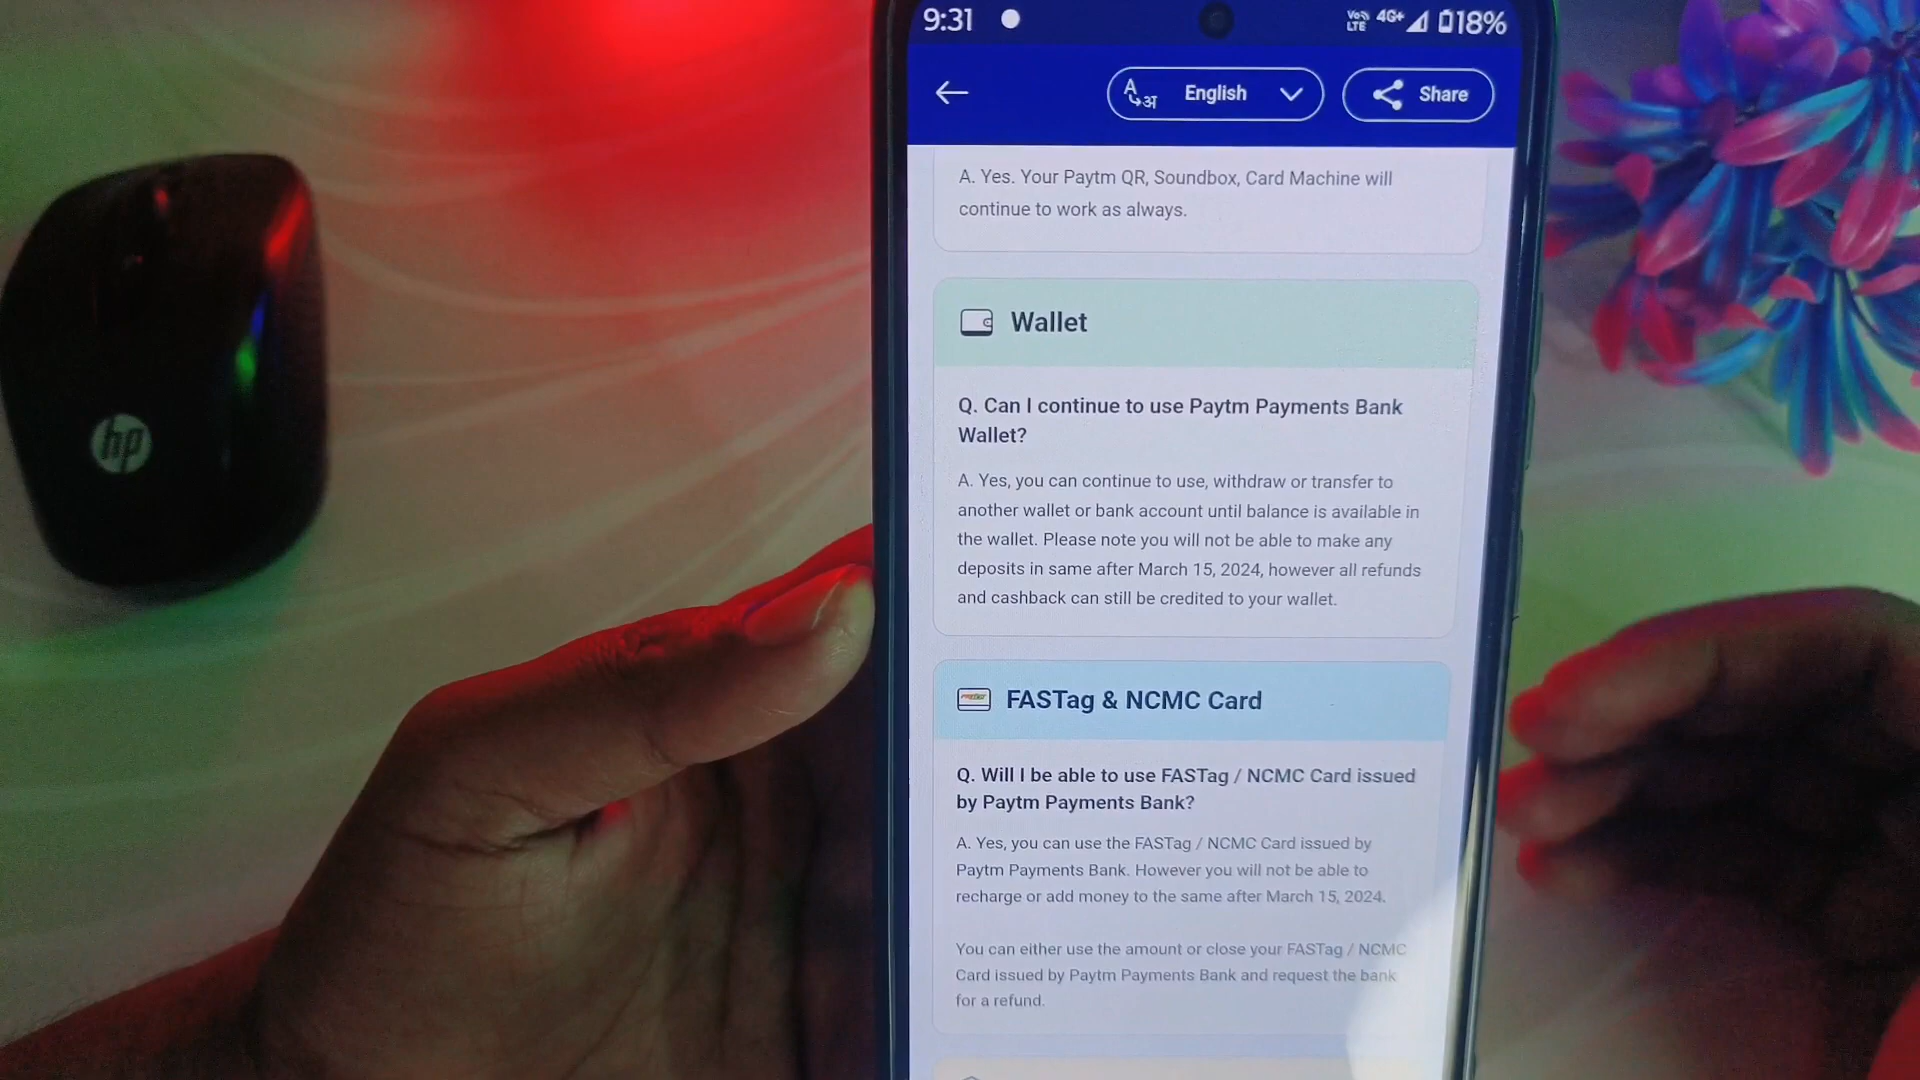 9:31
Vo)) LTE 4G+ 18%
English
Share
A. Yes. Your Paytm QR, Soundbox, Card Machine will
continue to work as always.
Wallet
Q. Can I continue to use Paytm Payments Bank
Wallet?
A. Yes, you can continue to use, withdraw or transfer to
another wallet or bank account until balance is available in
the wallet. Please note you will not be able to make any
deposits in same after March 15, 2024, however all refunds
and cashback can still be credited to your wallet.
FASTag & NCMC Card
Q. Will I be able to use FASTag / NCMC Card issued
by Paytm Payments Bank?
A. Yes, you can use the FASTag / NCMC Card issued by
Paytm Payments Bank. However you will not be able to
recharge or add money to the same after March 15, 2024.
You can either use the amount or close your FASTag / NCMC
Card issued by Paytm Payments Bank and request the bank
for a refund.
hp